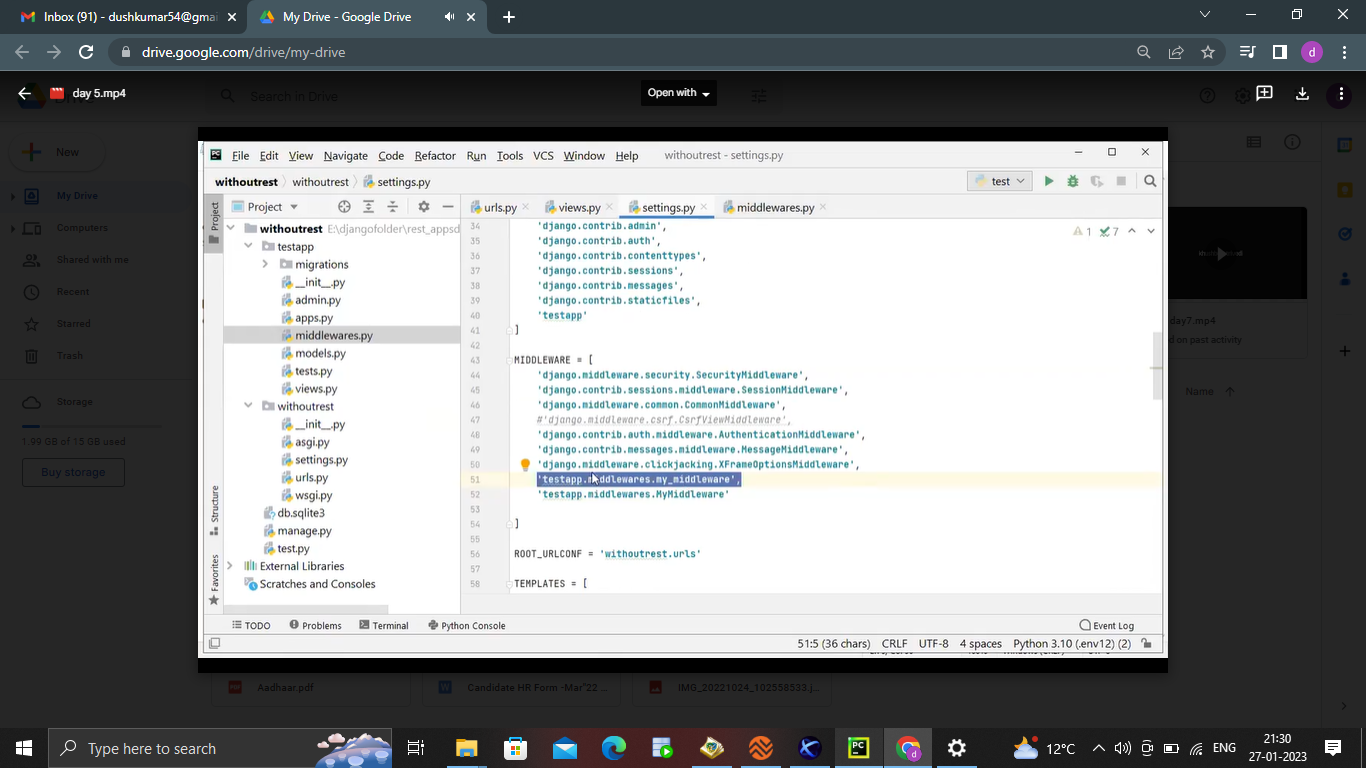 Inbox (91) - dushkumar54@gmai
My Drive - Google Drive
drive.google.com/drive/my-drive
d
day 5.mp4
Search in Drive
Open with
New
My Drive
Computers
Shared with me
Recent
Starred
Trash
Storage
1.99 GB of 15 GB used
Buy storage
day7.mp4
d on past activity
Name
PC
File Edit View Navigate Code Refactor Run Tools VCS Window Help
withoutrest - settings.py
withoutrest withoutrest settings.py
test
Project
Project
urls.py
views.py
settings.py
middlewares.py
withoutrest E:\djangofolder\rest_appsd
testapp
migrations
__init__.py
admin.py
apps.py
middlewares.py
models.py
tests.py
views.py
withoutrest
__init__.py
asgi.py
settings.py
urls.py
wsgi.py
db.sqlite3
manage.py
test.py
External Libraries
Scratches and Consoles
Structure
Favorites
1 7
34 'django.contrib.admin',
35 'django.contrib.auth',
36 'django.contrib.contenttypes',
37 'django.contrib.sessions',
38 'django.contrib.messages',
39 'django.contrib.staticfiles',
40 'testapp'
41 ]
42
43 MIDDLEWARE = [
44 'django.middleware.security.SecurityMiddleware',
45 'django.contrib.sessions.middleware.SessionMiddleware',
46 'django.middleware.common.CommonMiddleware',
47 #'django.middleware.csrf.CsrfViewMiddleware',
48 'django.contrib.auth.middleware.AuthenticationMiddleware',
49 'django.contrib.messages.middleware.MessageMiddleware',
50 'django.middleware.clickjacking.XFrameOptionsMiddleware',
51 'testapp.middlewares.my_middleware',
52 'testapp.middlewares.MyMiddleware'
53
54 ]
55
56 ROOT_URLCONF = 'withoutrest.urls'
57
58 TEMPLATES = [
TODO Problems Terminal Python Console
Event Log
51:5 (36 chars) CRLF UTF-8 4 spaces Python 3.10 (.env12) (2)
Aadhaar.pdf
Candidate HR Form -Mar'22 ...
IMG_20221024_102558533.j...
Type here to search
PC
d
12°C
ENG
21:30
27-01-2023